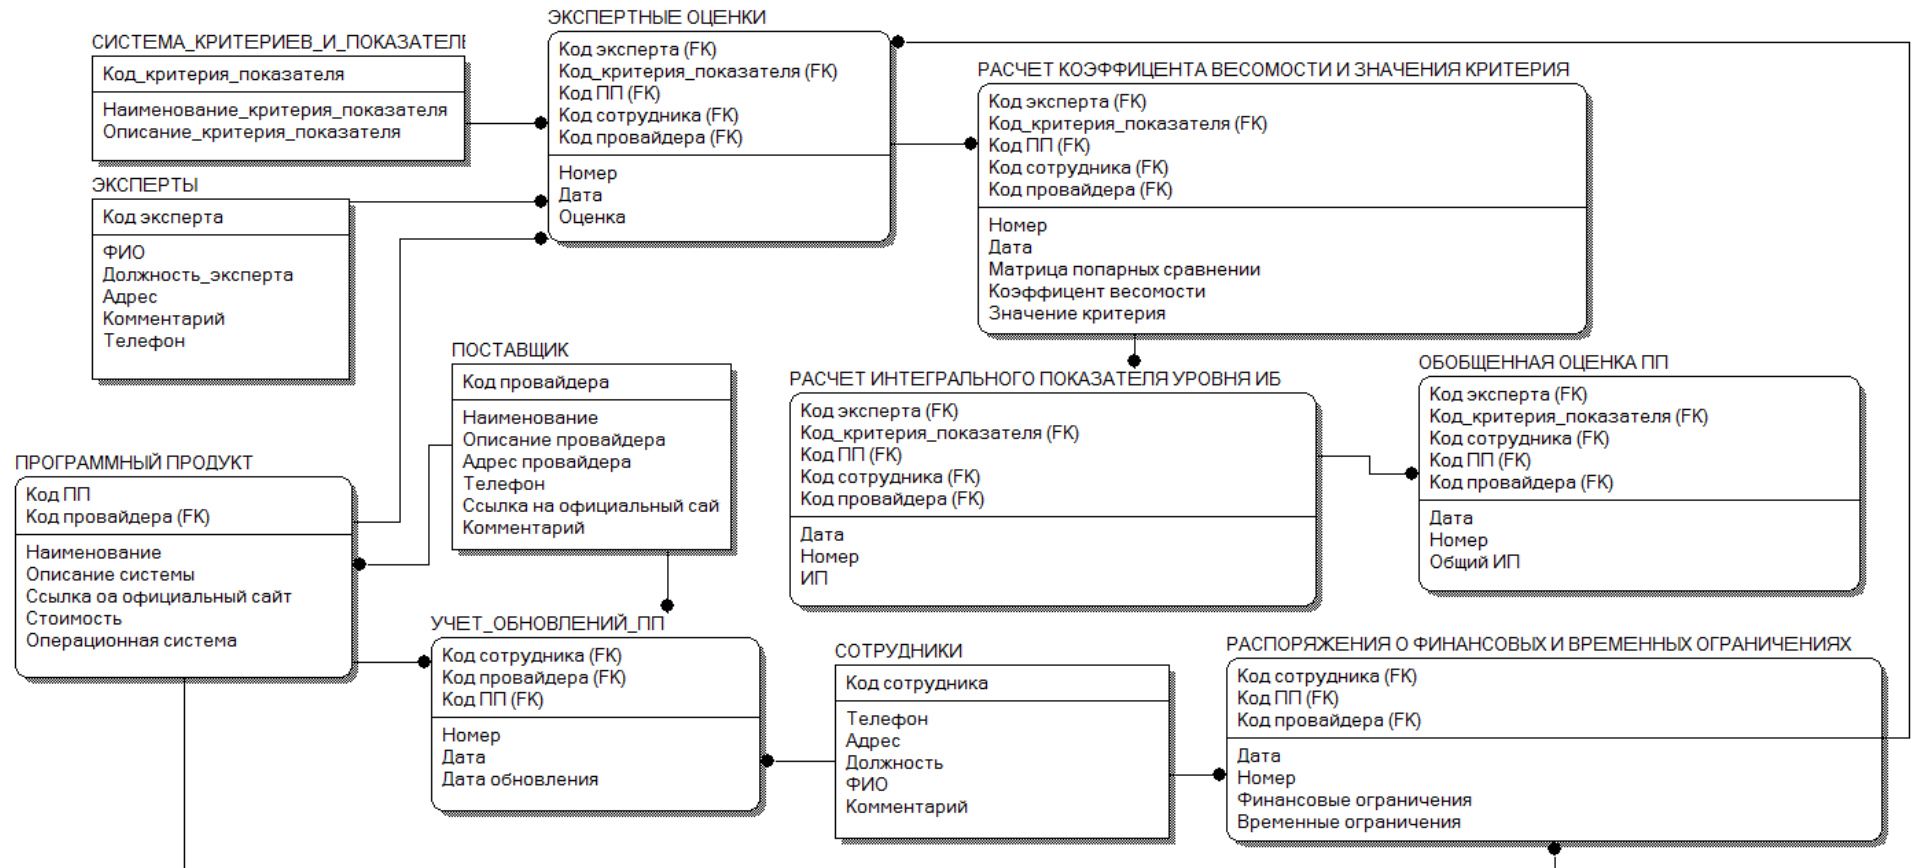 СИСТЕМА_КРИТЕРИЕВ_И_ПОКАЗАТЕЛЕ
Код_критерия_показателя
Наименование_критерия_показателя
Описание_критерия_показателя
ЭКСПЕРТЫ
Код эксперта
ФИО
Должность_эксперта
Адрес
Комментарий
Телефон
ЭКСПЕРТНЫЕ ОЦЕНКИ
Код эксперта (FK)
Код_критерия_показателя (FK)
Код ПП (FK)
Код сотрудника (FK)
Код провайдера (FK)
Номер
Дата
Оценка
РАСЧЕТ КОЭФФИЦЕНТА ВЕСОМОСТИ И ЗНАЧЕНИЯ КРИТЕРИЯ
Код эксперта (FK)
Код_критерия_показателя (FK)
Код ПП (FK)
Код сотрудника (FK)
Код провайдера (FK)
Номер
Дата
Матрица попарных сравнении
Коэффицент весомости
Значение критерия
ПОСТАВЩИК
Код провайдера
Наименование
Описание провайдера
Адрес провайдера
Телефон
Ссылка на официальный сай
Комментарий
РАСЧЕТ ИНТЕГРАЛЬНОГО ПОКАЗАТЕЛЯ УРОВНЯ ИБ
Код эксперта (FK)
Код_критерия_показателя (FK)
Код ПП (FK)
Код сотрудника (FK)
Код провайдера (FK)
Дата
Номер
ИП
ОБОБЩЕННАЯ ОЦЕНКА ПП
Код эксперта (FK)
Код_критерия_показателя (FK)
Код сотрудника (FK)
Код ПП (FK)
Код провайдера (FK)
Дата
Номер
Общий ИП
ПРОГРАММНЫЙ ПРОДУКТ
Код ПП
Код провайдера (FK)
Наименование
Описание системы
Ссылка оа официальный сайт
Стоимость
Операционная система
УЧЕТ_ОБНОВЛЕНИЙ_ПП
Код сотрудника (FK)
Код провайдера (FK)
Код ПП (FK)
Номер
Дата
Дата обновления
СОТРУДНИКИ
Код сотрудника
Телефон
Адрес
Должность
ФИО
Комментарий
РАСПОРЯЖЕНИЯ О ФИНАНСОВЫХ И ВРЕМЕННЫХ ОГРАНИЧЕНИЯХ
Код сотрудника (FK)
Код ПП (FK)
Код провайдера (FK)
Дата
Номер
Финансовые ограничения
Временные ограничения